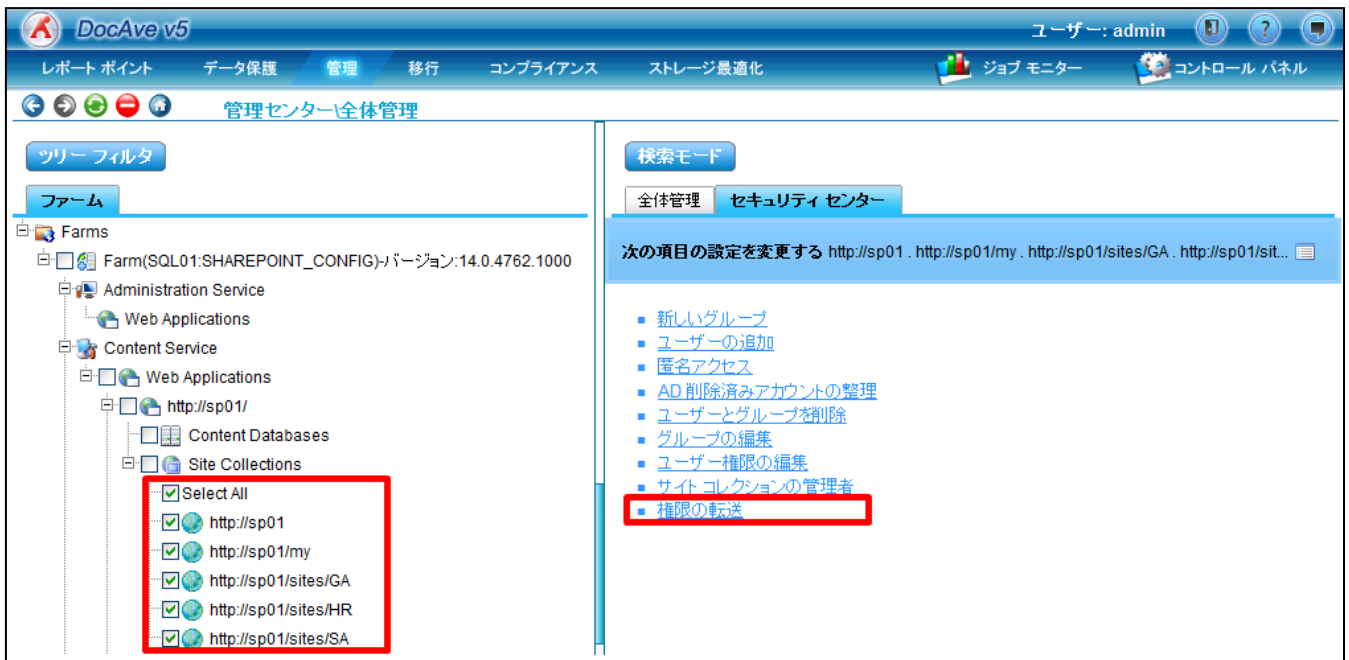 DocAve v5
ユーザー: admin
レポート ポイント データ保護 管理 移行 コンプライアンス ストレージ最適化 ジョブ モニター コントロール パネル
管理センター\全体管理
ツリー フィルタ
ファーム
Farms
Farm(SQL01:SHAREPOINT_CONFIG)-バージョン:14.0.4762.1000
Administration Service
Web Applications
Content Service
Web Applications
http://sp01/
Content Databases
Site Collections
Select All
http://sp01
http://sp01/my
http://sp01/sites/GA
http://sp01/sites/HR
http://sp01/sites/SA
検索モード
全体管理 セキュリティ センター
次の項目の設定を変更する http://sp01 . http://sp01/my . http://sp01/sites/GA . http://sp01/sit...
新しいグループ
ユーザーの追加
匿名アクセス
AD 削除済みアカウントの整理
ユーザーとグループを削除
グループの編集
ユーザー権限の編集
サイト コレクションの管理者
権限の転送